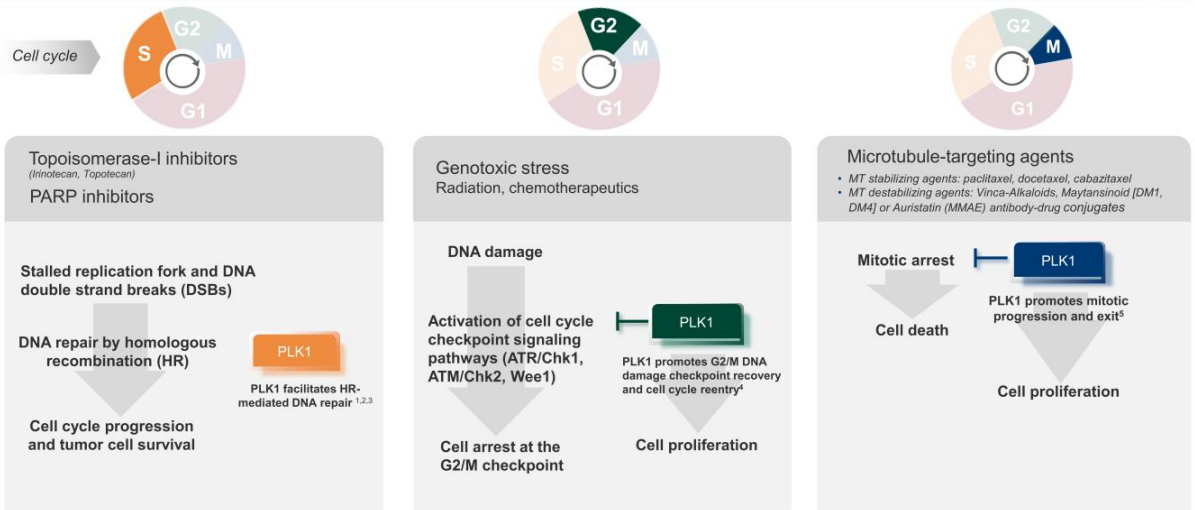 Cell cycle
S
G2
M
G1
S
G2
M
G1
S
G2
M
G1
Topoisomerase-I inhibitors
(Irinotecan, Topotecan)
PARP inhibitors
Stalled replication fork and DNA
double strand breaks (DSBs)
DNA repair by homologous
recombination (HR)
PLK1
PLK1 facilitates HR-
mediated DNA repair 1,2,3
Cell cycle progression
and tumor cell survival
Genotoxic stress
Radiation, chemotherapeutics
DNA damage
Activation of cell cycle
checkpoint signaling
pathways (ATR/Chk1,
ATM/Chk2, Wee1)
PLK1
PLK1 promotes G2/M DNA
damage checkpoint recovery
and cell cycle reentry4
Cell arrest at the
G2/M checkpoint
Cell proliferation
Microtubule-targeting agents
• MT stabilizing agents: paclitaxel, docetaxel, cabazitaxel
• MT destabilizing agents: Vinca-Alkaloids, Maytansinoid [DM1,
DM4] or Auristatin (MMAE) antibody-drug conjugates
Mitotic arrest
PLK1
PLK1 promotes mitotic
progression and exit5
Cell death
Cell proliferation